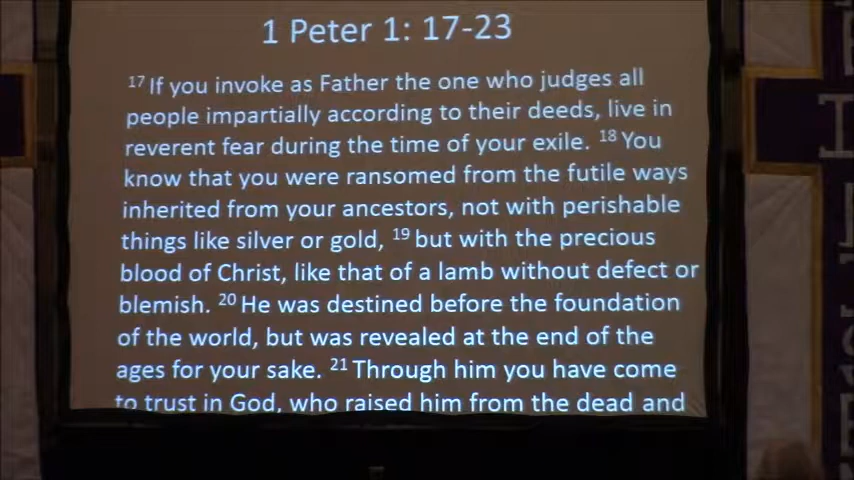 1 Peter 1: 17-23
17 If you invoke as Father the one who judges all
people impartially according to their deeds, live in
reverent fear during the time of your exile. 18 You
know that you were ransomed from the futile ways
inherited from your ancestors, not with perishable
things like silver or gold, 19 but with the precious
blood of Christ, like that of a lamb without defect or
blemish. 20 He was destined before the foundation
of the world, but was revealed at the end of the
ages for your sake. 21 Through him you have come
to trust in God, who raised him from the dead and